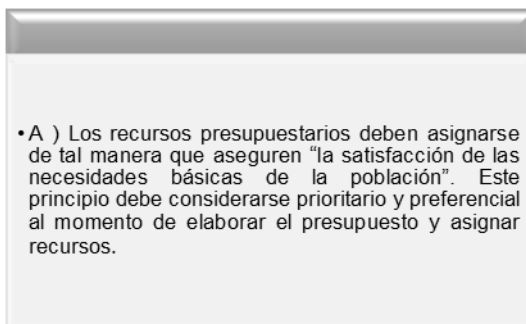 • A ) Los recursos presupuestarios deben asignarse
de tal manera que aseguren “la satisfacción de las
necesidades básicas de la población”. Este
principio debe considerarse prioritario y preferencial
al momento de elaborar el presupuesto y asignar
recursos.